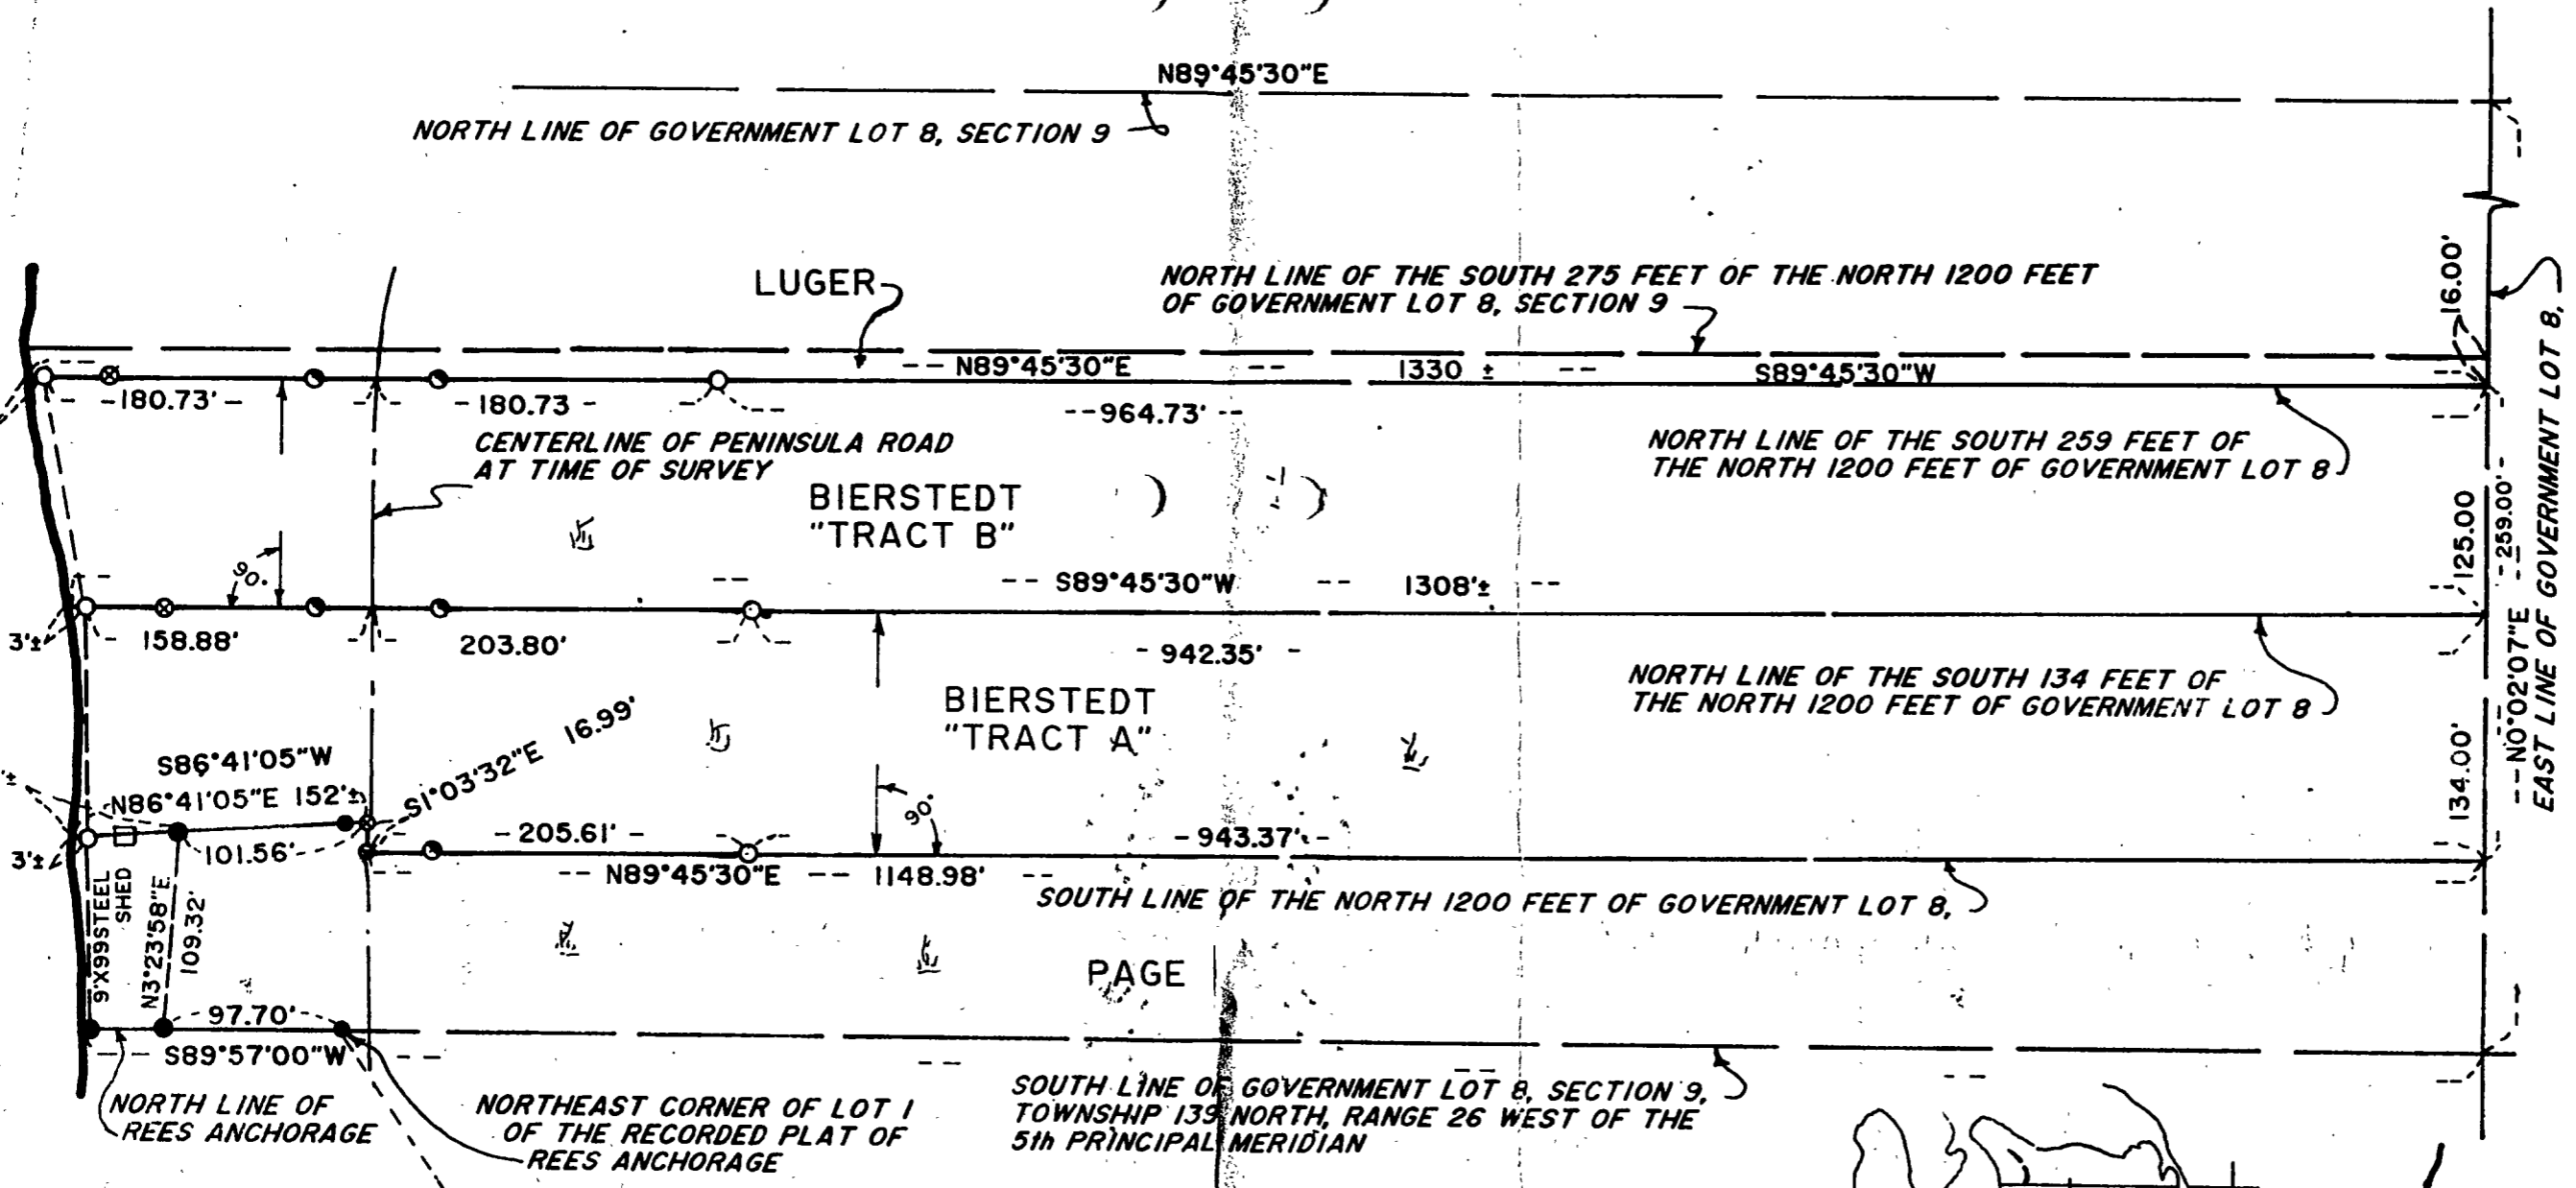 N89°45'30"E
NORTH LINE OF GOVERNMENT LOT 8, SECTION 9
LUGER
NORTH LINE OF THE SOUTH 275 FEET OF THE NORTH 1200 FEET
OF GOVERNMENT LOT 8, SECTION 9
16.00'
EAST LINE OF GOVERNMENT LOT 8,
-- N89°45'30"E -- 1330 ± -- S89°45'30"W
-180.73'-
-180.73-
--964.73'--
CENTERLINE OF PENINSULA ROAD
AT TIME OF SURVEY
NORTH LINE OF THE SOUTH 259 FEET OF
THE NORTH 1200 FEET OF GOVERNMENT LOT 8
BIERSTEDT
"TRACT B"
90°
125.00
-259.00'-
--N0°02'07"E
-- S89°45'30"W -- 1308'± --
3'±
158.88'
203.80'
-942.35'-
BIERSTEDT
"TRACT A"
NORTH LINE OF THE SOUTH 134 FEET OF
THE NORTH 1200 FEET OF GOVERNMENT LOT 8
134.00'
S86°41'05"W
N86°41'05"E 152'±
S1°03'32"E 16.99'
3'±
101.56'
-205.61'-
90°
-943.37'-
-- N89°45'30"E -- 1148.98' --
SOUTH LINE OF THE NORTH 1200 FEET OF GOVERNMENT LOT 8,
9'X99STEEL
SHED
N3°23'58"E
109.32'
PAGE
-97.70'-
-- S89°57'00"W --
NORTH LINE OF
REES ANCHORAGE
NORTHEAST CORNER OF LOT 1
OF THE RECORDED PLAT OF
REES ANCHORAGE
SOUTH LINE OF GOVERNMENT LOT 8, SECTION 9,
TOWNSHIP 139 NORTH, RANGE 26 WEST OF THE
5th PRINCIPAL MERIDIAN